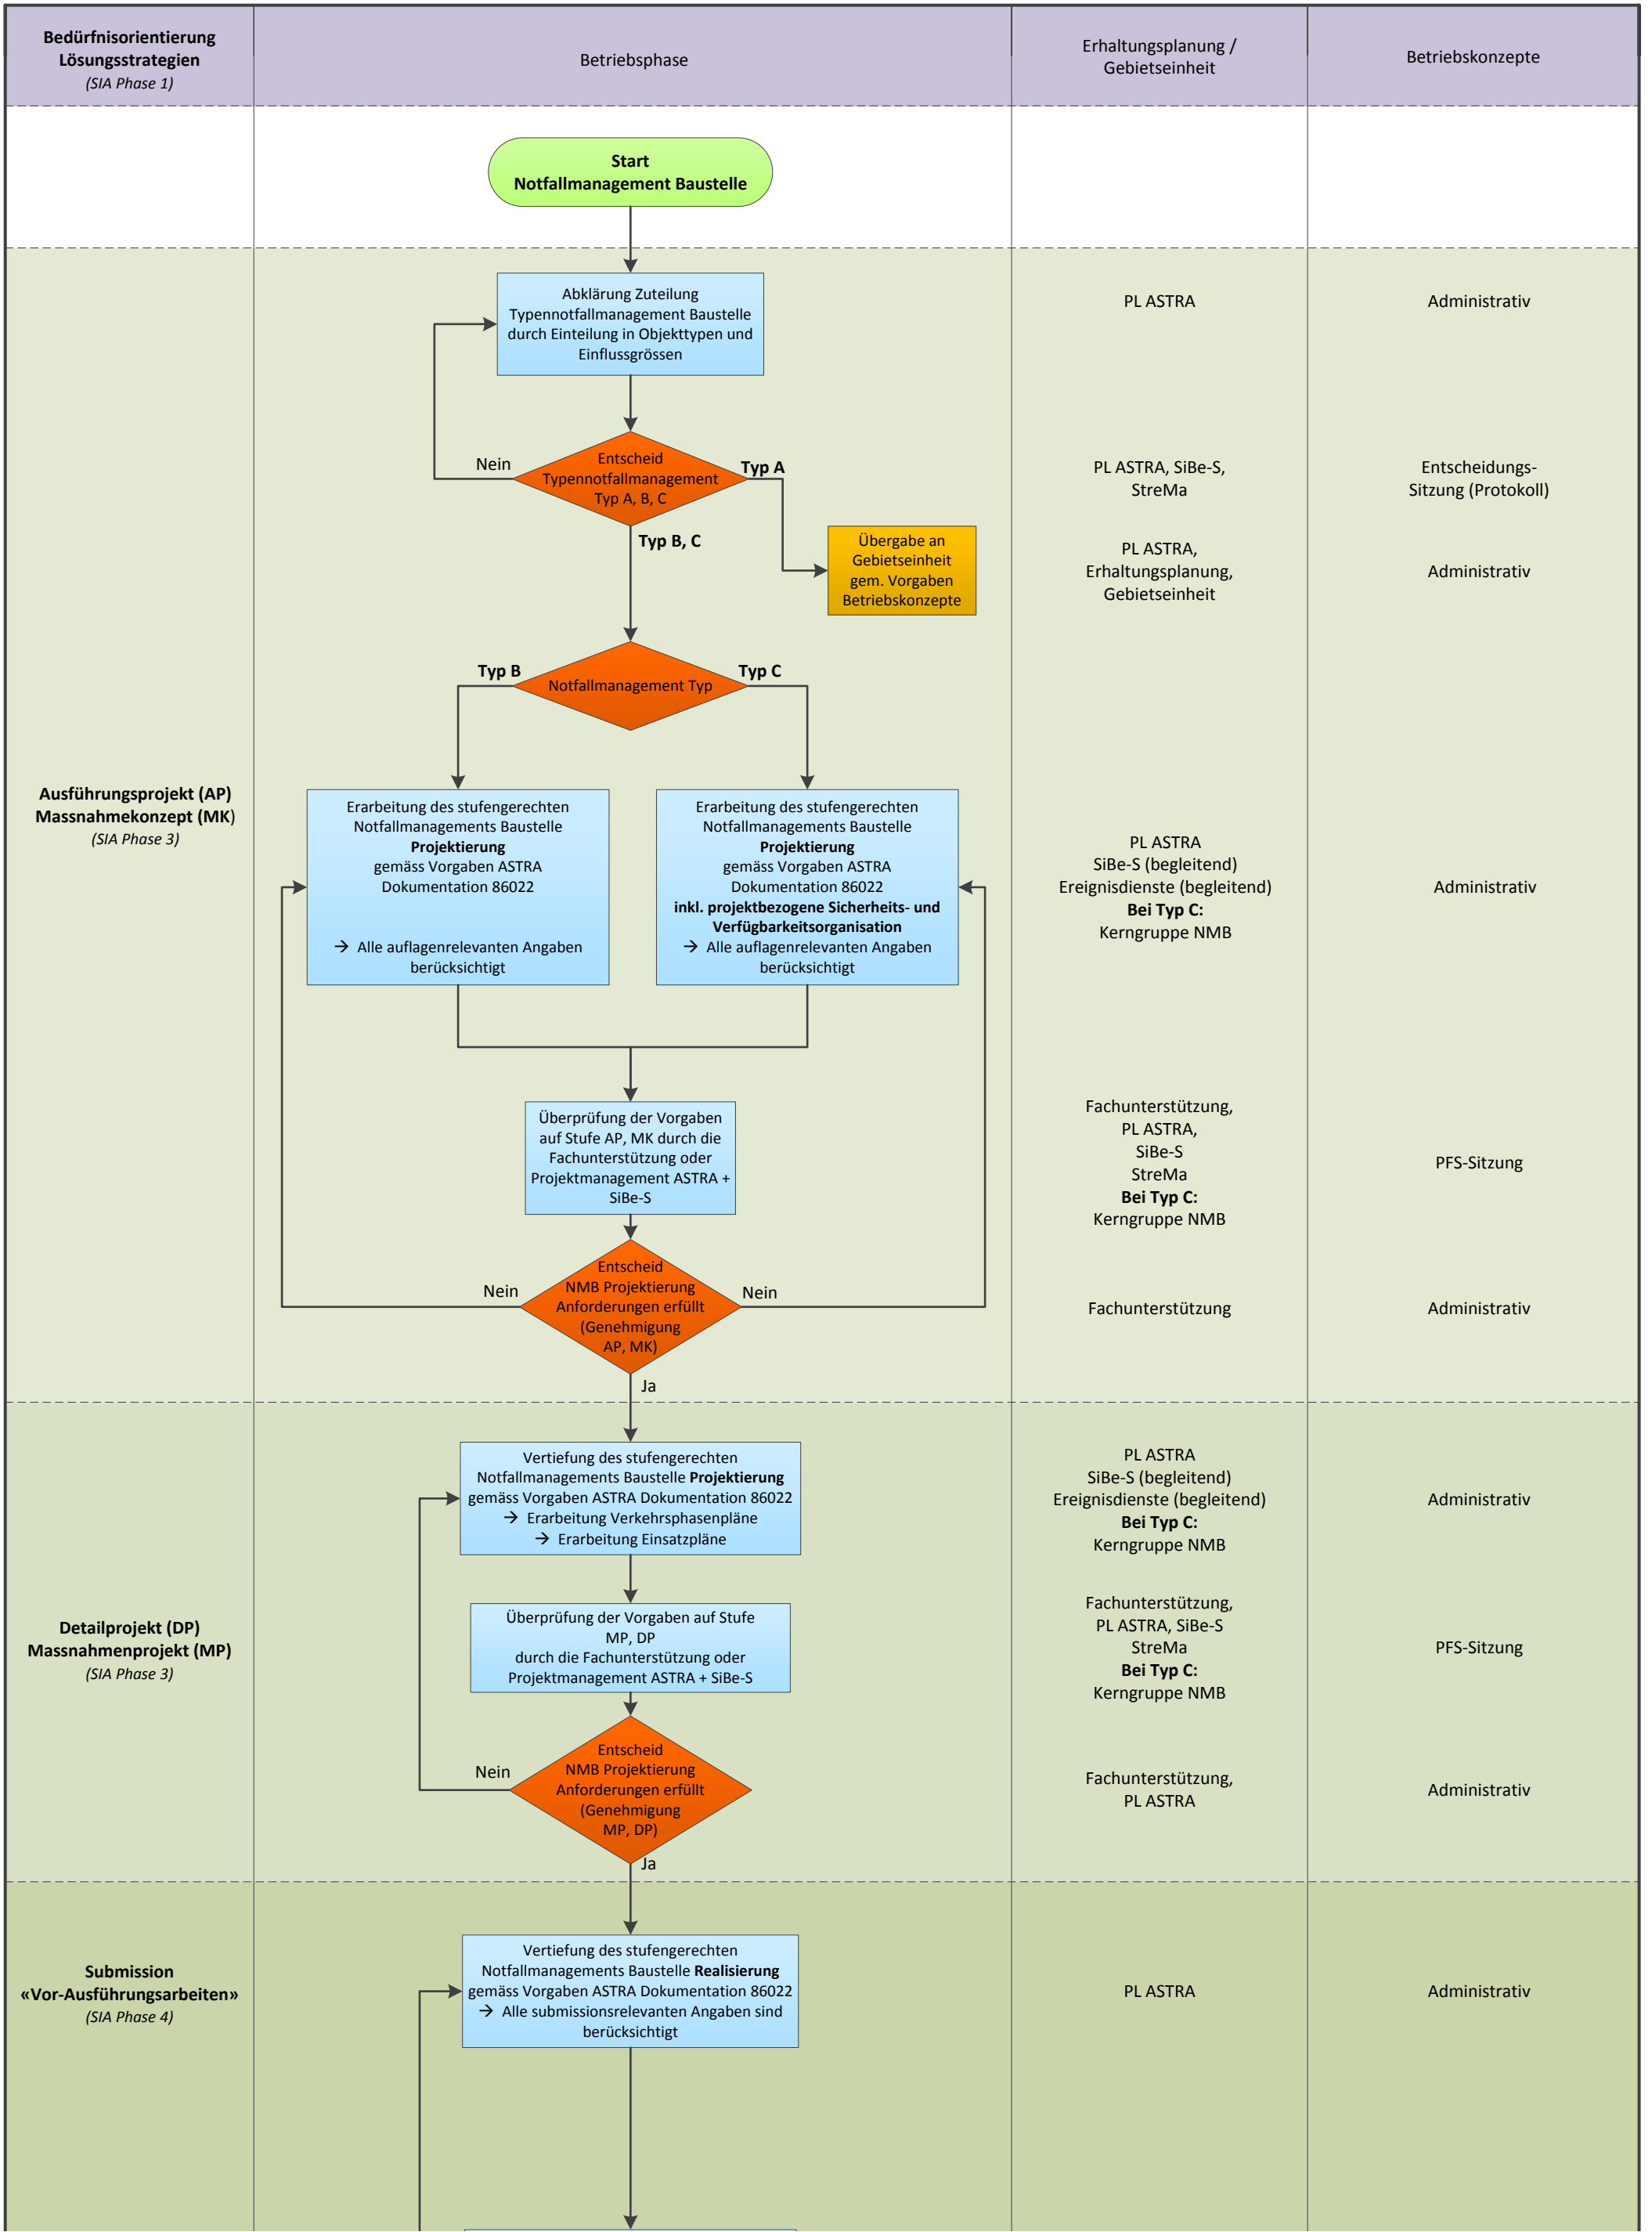 Bedürfnisorientierung
Lösungsstrategien
(SIA Phase 1)
Betriebsphase
Erhaltungsplanung /
Gebietseinheit
Betriebskonzepte
Start
Notfallmanagement Baustelle
Abklärung Zuteilung
Typennotfallmanagement Baustelle
durch Einteilung in Objekttypen und
Einflussgrössen
PL ASTRA
Administrativ
Nein
Entscheid
Typennotfallmanagement
Typ A, B, C
Typ A
PL ASTRA, SiBe-S,
StreMa
Entscheidungs-
Sitzung (Protokoll)
Typ B, C
Übergabe an
Gebietseinheit
gem. Vorgaben
Betriebskonzepte
PL ASTRA,
Erhaltungsplanung,
Gebietseinheit
Administrativ
Typ B
Notfallmanagement Typ
Typ C
Ausführungsprojekt (AP)
Massnahmekonzept (MK)
(SIA Phase 3)
Erarbeitung des stufengerechten
Notfallmanagements Baustelle
Projektierung
gemäss Vorgaben ASTRA
Dokumentation 86022
→ Alle auflagenrelevanten Angaben
berücksichtigt
Erarbeitung des stufengerechten
Notfallmanagements Baustelle
Projektierung
gemäss Vorgaben ASTRA
Dokumentation 86022
inkl. projektbezogene Sicherheits- und
Verfügbarkeitsorganisation
→ Alle auflagenrelevanten Angaben
berücksichtigt
PL ASTRA
SiBe-S (begleitend)
Ereignisdienste (begleitend)
Bei Typ C:
Kerngruppe NMB
Administrativ
Überprüfung der Vorgaben
auf Stufe AP, MK durch die
Fachunterstützung oder
Projektmanagement ASTRA +
SiBe-S
Fachunterstützung,
PL ASTRA,
SiBe-S
StreMa
Bei Typ C:
Kerngruppe NMB
PFS-Sitzung
Nein
Entscheid
NMB Projektierung
Anforderungen erfüllt
(Genehmigung
AP, MK)
Nein
Fachunterstützung
Administrativ
Ja
Detailprojekt (DP)
Massnahmenprojekt (MP)
(SIA Phase 3)
Vertiefung des stufengerechten
Notfallmanagements Baustelle Projektierung
gemäss Vorgaben ASTRA Dokumentation 86022
→ Erarbeitung Verkehrsphasenpläne
→ Erarbeitung Einsatzpläne
PL ASTRA
SiBe-S (begleitend)
Ereignisdienste (begleitend)
Bei Typ C:
Kerngruppe NMB
Administrativ
Überprüfung der Vorgaben auf Stufe
MP, DP
durch die Fachunterstützung oder
Projektmanagement ASTRA + SiBe-S
Fachunterstützung,
PL ASTRA, SiBe-S
StreMa
Bei Typ C:
Kerngruppe NMB
PFS-Sitzung
Nein
Entscheid
NMB Projektierung
Anforderungen erfüllt
(Genehmigung
MP, DP)
Fachunterstützung,
PL ASTRA
Administrativ
Ja
Submission
«Vor-Ausführungsarbeiten»
(SIA Phase 4)
Vertiefung des stufengerechten
Notfallmanagements Baustelle Realisierung
gemäss Vorgaben ASTRA Dokumentation 86022
→ Alle submissionsrelevanten Angaben sind
berücksichtigt
PL ASTRA
Administrativ